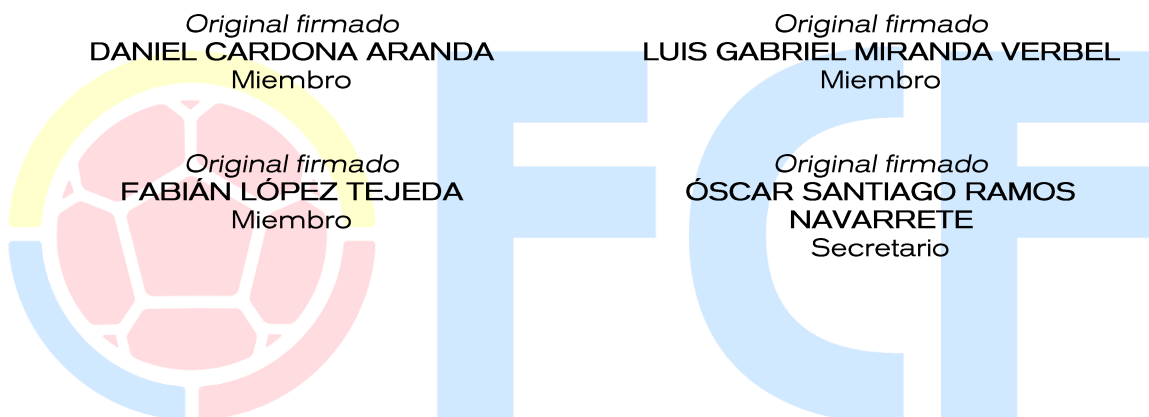 Original firmado
DANIEL CARDONA ARANDA
Miembro
Original firmado
LUIS GABRIEL MIRANDA VERBEL
Miembro
Original firmado
FABIÁN LÓPEZ TEJEDA
Miembro
Original firmado
ÓSCAR SANTIAGO RAMOS
NAVARRETE
Secretario
FCF